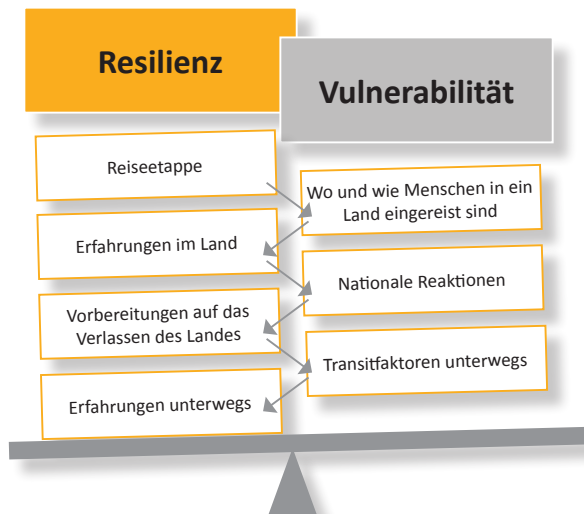 Resilienz
Vulnerabilität
Reiseetappe
Wo und wie Menschen in ein
Land eingereist sind
Erfahrungen im Land
Nationale Reaktionen
Vorbereitungen auf das
Verlassen des Landes
Transitfaktoren unterwegs
Erfahrungen unterwegs